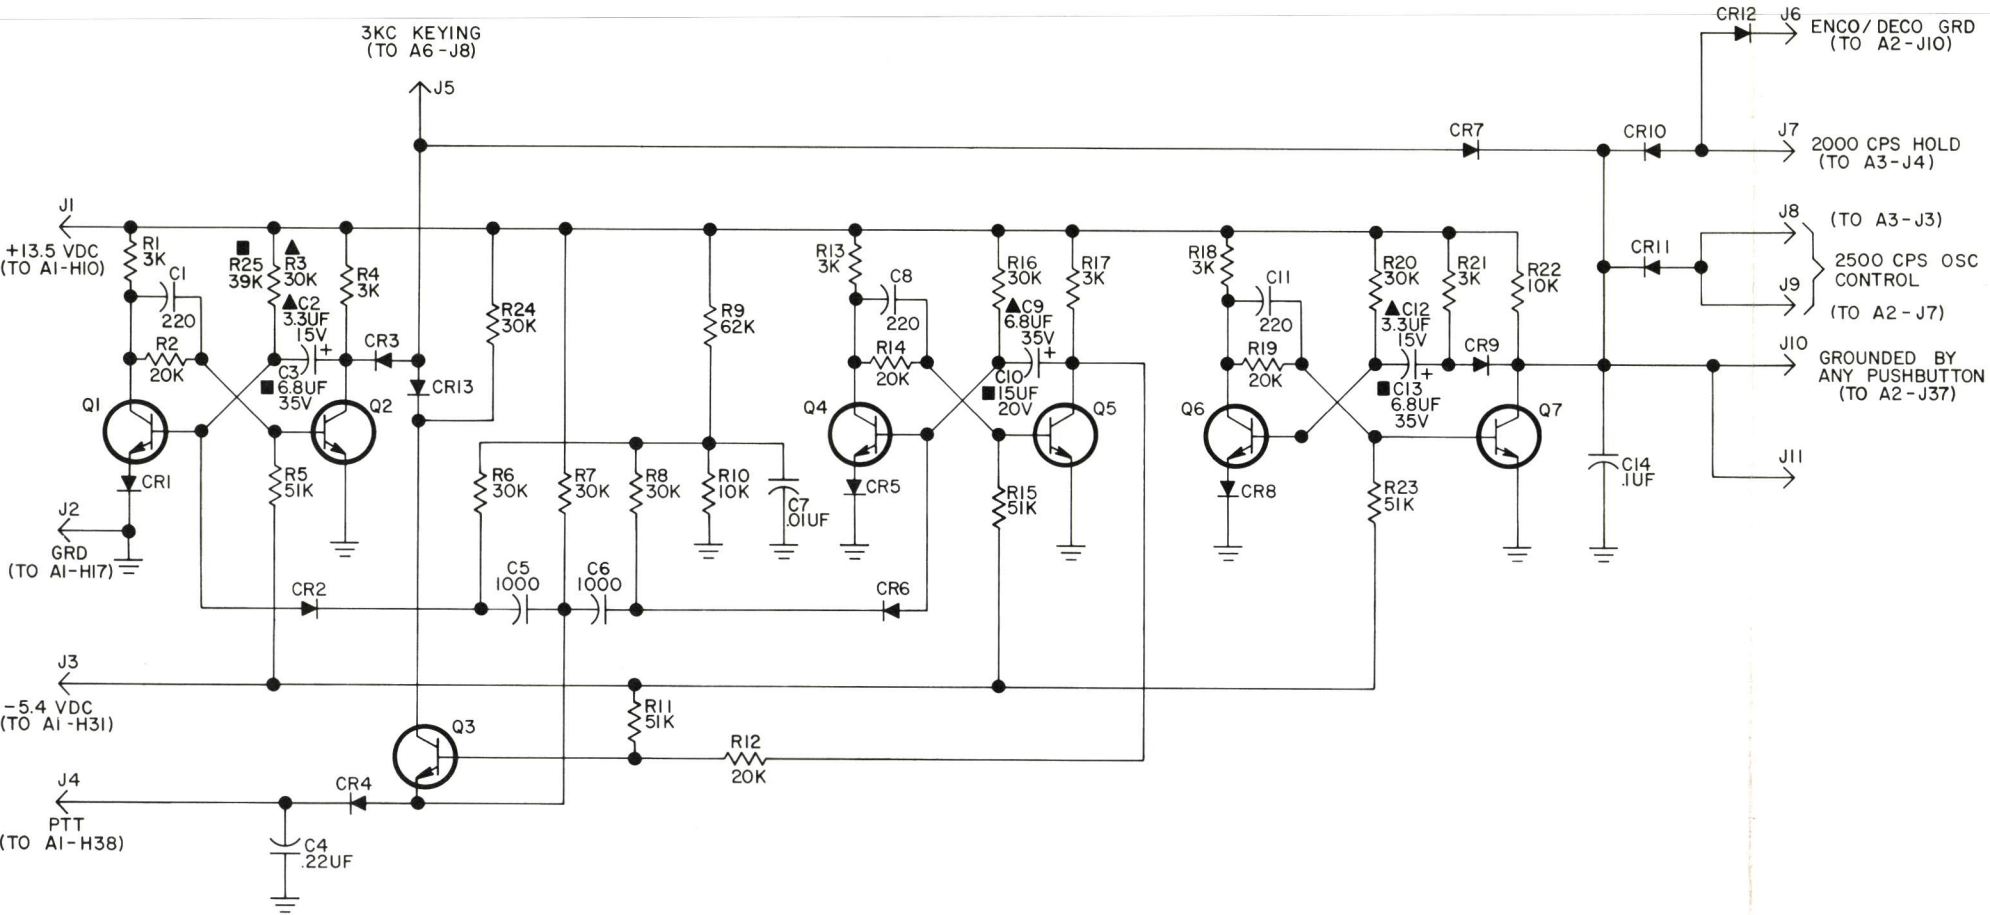 3KC KEYING
(TO A6-J8)
J5
CR12
J6
ENCO/DECO GRD
(TO A2-J10)
CR7
CR10
J7
2000 CPS HOLD
(TO A3-J4)
J1
+13.5 VDC
(TO A1-H10)
R1
3K
C1
220
R2
20K
■
R25
39K
▲
R3
30K
▲C2
3.3UF
15V
+
C3
■6.8UF
35V
R4
3K
CR3
CR13
R24
30K
R9
62K
R13
3K
C8
220
R14
20K
R16
30K
▲C9
6.8UF
35V
+
C10
■15UF
20V
R17
3K
R18
3K
C11
220
R19
20K
R20
30K
▲C12
3.3UF
15V
+
■C13
6.8UF
35V
R21
3K
CR9
R22
10K
CR11
J8
(TO A3-J3)
2500 CPS OSC
CONTROL
J9
(TO A2-J7)
J10
GROUNDED BY
ANY PUSHBUTTON
(TO A2-J37)
J11
C14
.1UF
Q1
Q2
Q4
Q5
Q6
Q7
CR1
R5
51K
R6
30K
R7
30K
R8
30K
R10
10K
C7
.01UF
CR5
R15
51K
CR8
R23
51K
J2
GRD
(TO A1-H17)
CR2
C5
1000
C6
1000
CR6
J3
-5.4 VDC
(TO A1-H31)
R11
51K
Q3
R12
20K
J4
PTT
(TO A1-H38)
CR4
C4
.22UF